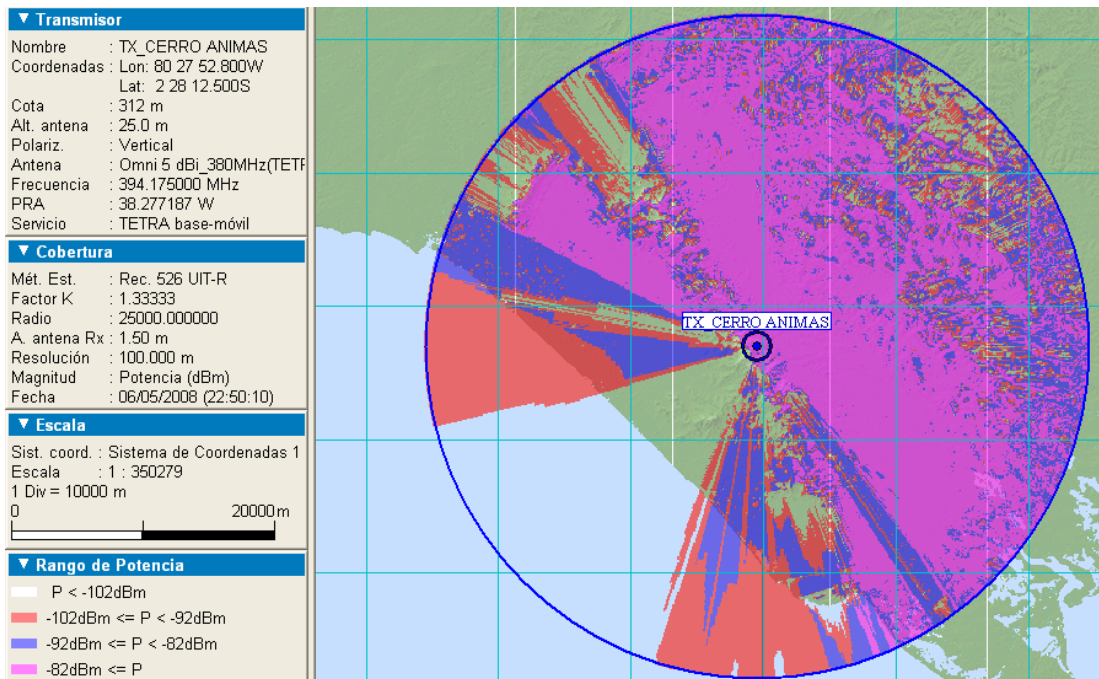 ▼ Transmisor
Nombre : TX_CERRO ANIMAS
Coordenadas : Lon: 80 27 52.800W
Lat: 2 28 12.500S
Cota : 312 m
Alt. antena : 25.0 m
Polariz. : Vertical
Antena : Omni 5 dBi_380MHz(TETF
Frecuencia : 394.175000 MHz
PRA : 38.277187 W
Servicio : TETRA base-móvil
▼ Cobertura
Mét. Est. : Rec. 526 UIT-R
Factor K : 1.33333
Radio : 25000.000000
A. antena Rx : 1.50 m
Resolución : 100.000 m
Magnitud : Potencia (dBm)
Fecha : 06/05/2008 (22:50:10)
▼ Escala
Sist. coord. : Sistema de Coordenadas 1
Escala : 1 : 350279
1 Div = 10000 m
0 20000m
▼ Rango de Potencia
P < -102dBm
-102dBm <= P < -92dBm
-92dBm <= P < -82dBm
-82dBm <= P
TX_CERRO ANIMAS